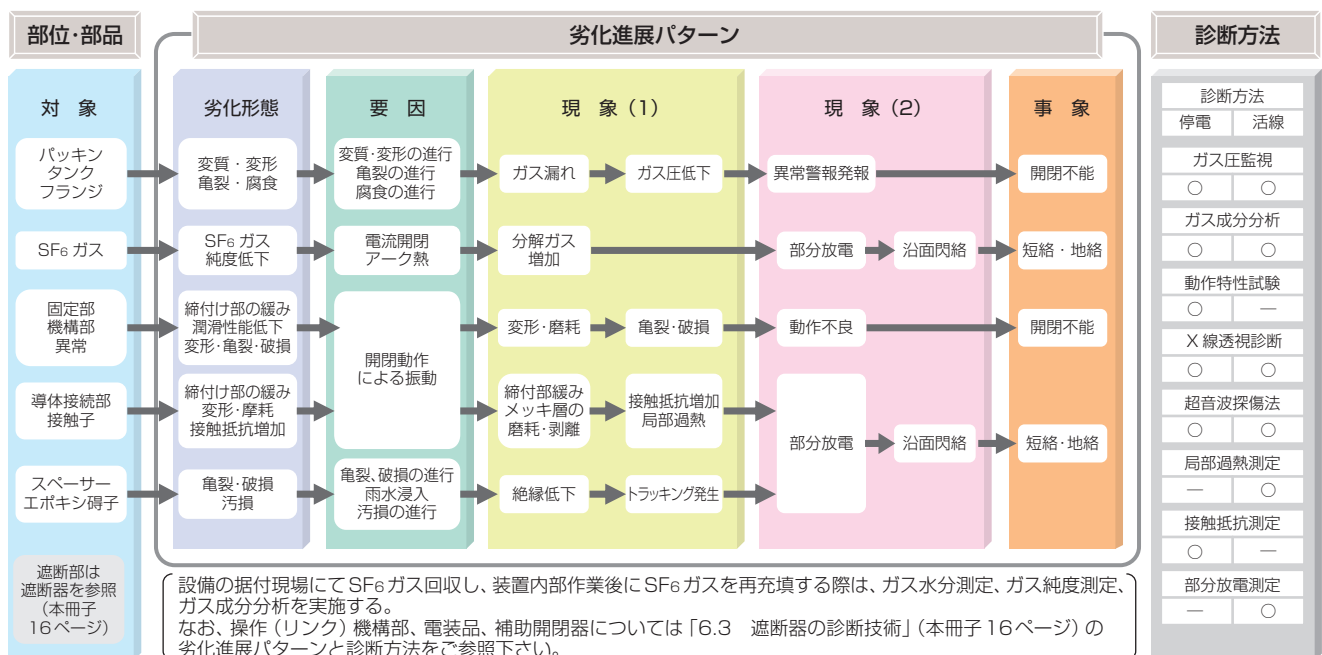 部位・部品
劣化進展パターン
診断方法
対 象
劣化形態
要 因
現 象（1）
現 象（2）
事 象
パッキン
タンク
フランジ
変質・変形
亀裂・腐食
変質・変形の進行
亀裂の進行
腐食の進行
ガス漏れ
ガス圧低下
異常警報発報
開閉不能
SF6 ガス
SF6 ガス
純度低下
電流開閉
アーク熱
分解ガス
増加
部分放電
沿面閃絡
短絡・地絡
固定部
機構部
異常
締付け部の緩み
潤滑性能低下
変形・亀裂・破損
開閉動作
による振動
変形・磨耗
亀裂・破損
動作不良
開閉不能
導体接続部
接触子
締付け部の緩み
変形・摩耗
接触抵抗増加
締付部緩み
メッキ層の
磨耗・剥離
接触抵抗増加
局部過熱
部分放電
沿面閃絡
短絡・地絡
スペーサー
エポキシ碍子
亀裂・破損
汚損
亀裂、破損の進行
雨水浸入
汚損の進行
絶縁低下
トラッキング発生
遮断部は
遮断器を参照
（本冊子
16ページ）
設備の据付現場にてSF6ガス回収し、装置内部作業後にSF6ガスを再充填する際は、ガス水分測定、ガス純度測定、
ガス成分分析を実施する。
なお、操作（リンク）機構部、電装品、補助開閉器については「6.3 遮断器の診断技術」（本冊子16ページ）の
劣化進展パターンと診断方法をご参照下さい。
診断方法
停電 活線
ガス圧監視
○ ○
ガス成分分析
○ ○
動作特性試験
○ ―
X 線透視診断
○ ○
超音波探傷法
○ ○
局部過熱測定
― ○
接触抵抗測定
○ ―
部分放電測定
― ○